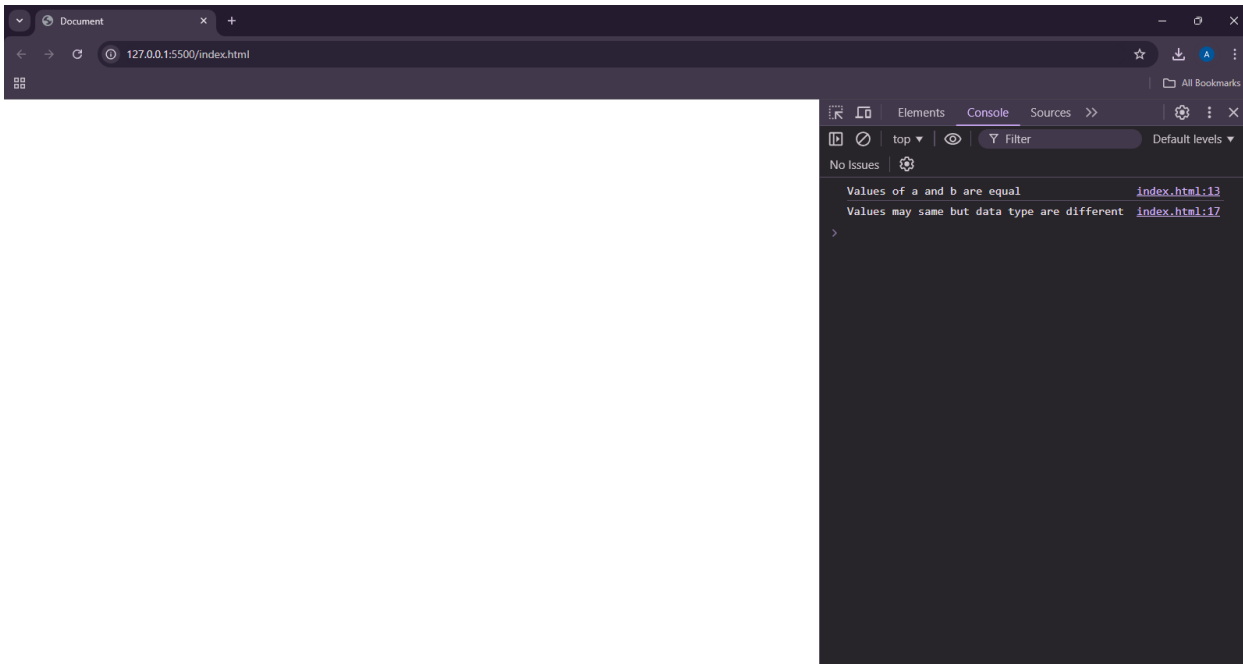 Document
127.0.0.1:5500/index.html
A
All Bookmarks
Elements Console Sources
top Filter Default levels
No Issues
Values of a and b are equal index.html:13
Values may same but data type are different index.html:17